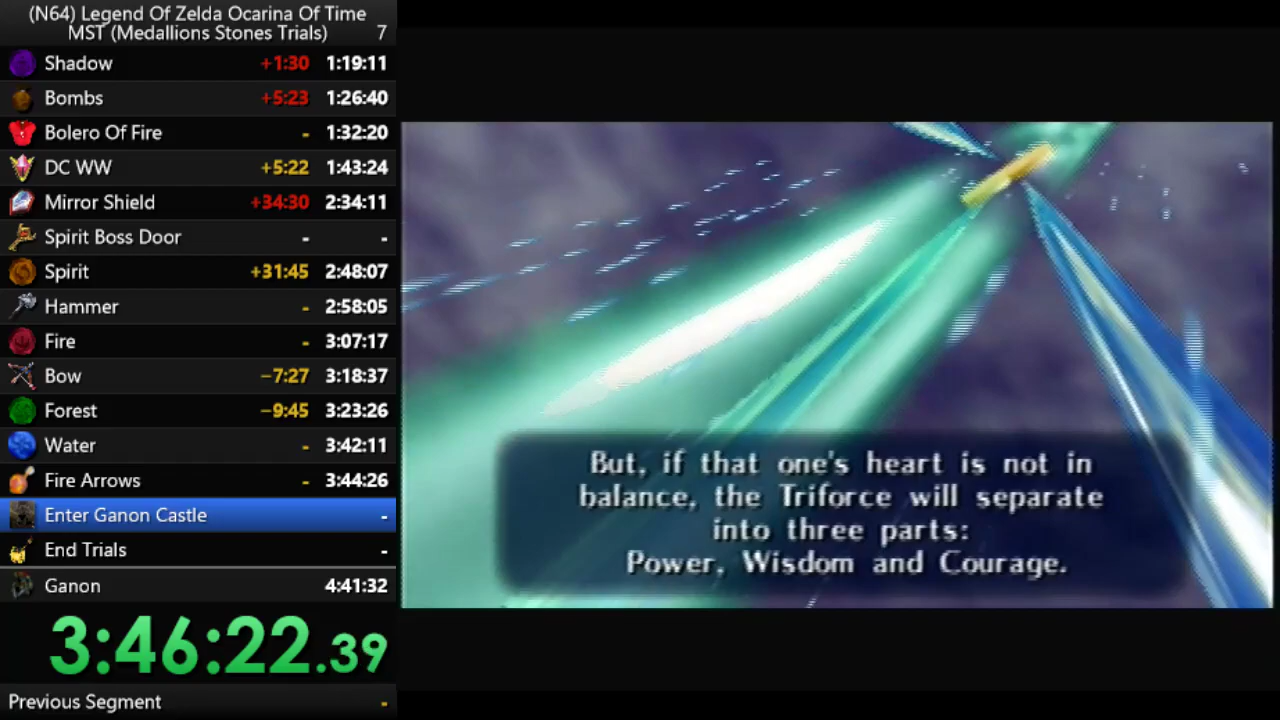 (N64) Legend Of Zelda Ocarina Of Time
MST (Medallions Stones Trials) 7
Shadow +1:30 1:19:11
Bombs +5:23 1:26:40
Bolero Of Fire - 1:32:20
DC WW +5:22 1:43:24
Mirror Shield +34:30 2:34:11
Spirit Boss Door - -
Spirit +31:45 2:48:07
Hammer - 2:58:05
Fire - 3:07:17
Bow −7:27 3:18:37
Forest −9:45 3:23:26
Water - 3:42:11
Fire Arrows - 3:44:26
Enter Ganon Castle -
End Trials -
Ganon 4:41:32
3:46:22.39
Previous Segment -
But, if that one's heart is not in
balance, the Triforce will separate
into three parts:
Power, Wisdom and Courage.